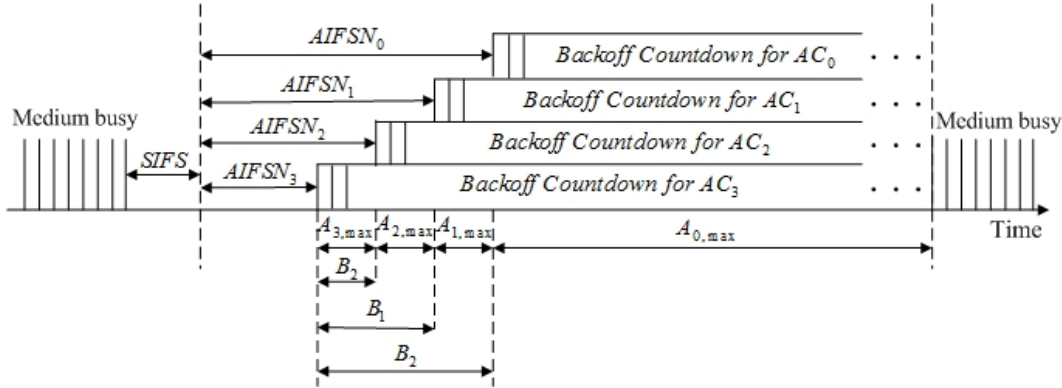 AIFSN0
Backoff Countdown for AC0
. . .
AIFSN1
Backoff Countdown for AC1
. . .
Medium busy
AIFSN2
Backoff Countdown for AC2
. . .
Medium busy
SIFS
AIFSN3
Backoff Countdown for AC3
. . .
A3,max
A2,max
A1,max
A0,max
Time
B2
B1
B2